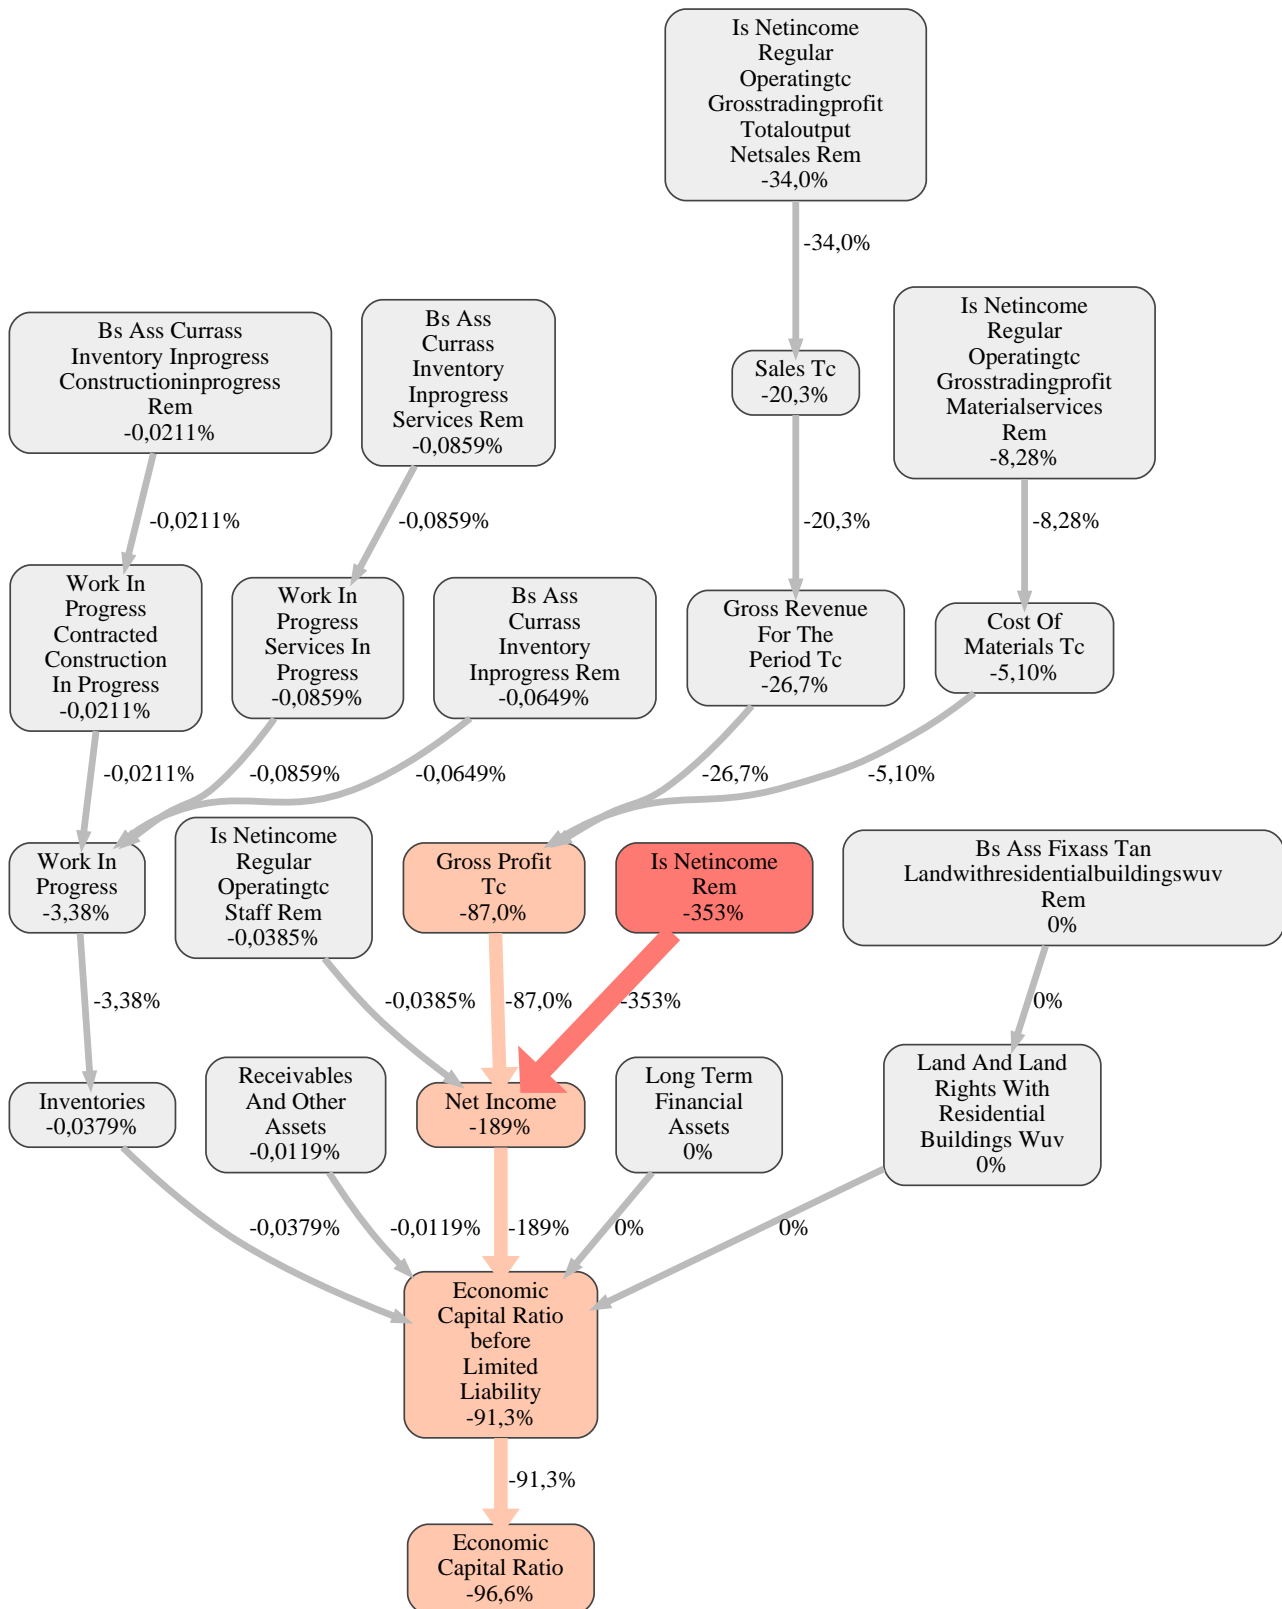 Is Netincome
Regular
Operatingtc
Grosstradingprofit
Totaloutput
Netsales Rem
-34,0%
-34,0%
Bs Ass Currass
Inventory Inprogress
Constructioninprogress
Rem
-0,0211%
Bs Ass
Currass
Inventory
Inprogress
Services Rem
-0,0859%
Sales Tc
-20,3%
Is Netincome
Regular
Operatingtc
Grosstradingprofit
Materialservices
Rem
-8,28%
-0,0211%
-0,0859%
-20,3%
-8,28%
Work In
Progress
Contracted
Construction
In Progress
-0,0211%
Work In
Progress
Services In
Progress
-0,0859%
Bs Ass
Currass
Inventory
Inprogress Rem
-0,0649%
Gross Revenue
For The
Period Tc
-26,7%
Cost Of
Materials Tc
-5,10%
-0,0211%
-0,0859%
-0,0649%
-26,7%
-5,10%
Work In
Progress
-3,38%
Is Netincome
Regular
Operatingtc
Staff Rem
-0,0385%
Gross Profit
Tc
-87,0%
Is Netincome
Rem
-353%
Bs Ass Fixass Tan
Landwithresidentialbuildingswuv
Rem
0%
-3,38%
-0,0385%
-87,0%
-353%
0%
Inventories
-0,0379%
Receivables
And Other
Assets
-0,0119%
Net Income
-189%
Long Term
Financial
Assets
0%
Land And Land
Rights With
Residential
Buildings Wuv
0%
-0,0379%
-0,0119%
-189%
0%
0%
Economic
Capital Ratio
before
Limited
Liability
-91,3%
-91,3%
Economic
Capital Ratio
-96,6%